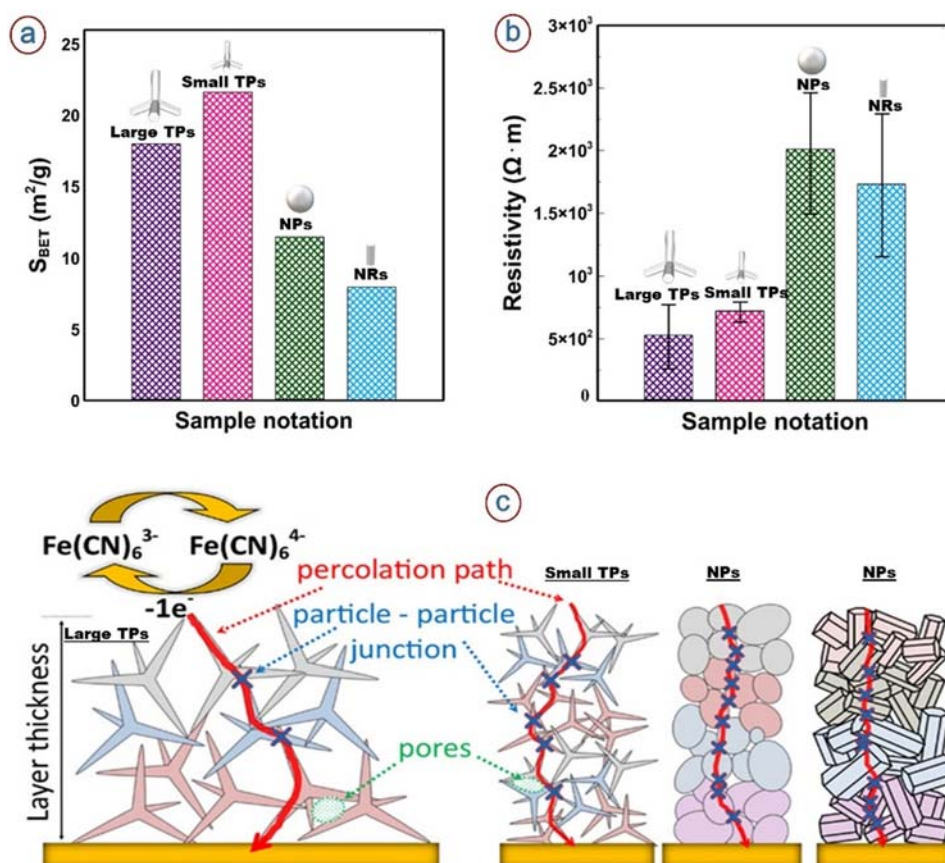 a
25
20
15
10
5
0
S_BET (m²/g)
Large TPs
Small TPs
NPs
NRs
Sample notation
b
3×10³
2.5×10³
2×10³
1.5×10³
10³
5×10²
0
Resistivity (Ω·m)
Large TPs
Small TPs
NPs
NRs
Sample notation
c
Fe(CN)₆³⁻ Fe(CN)₆⁴⁻
-1e⁻
Large TPs
Layer thickness
percolation path
particle - particle
junction
pores
Small TPs
NPs
NPs